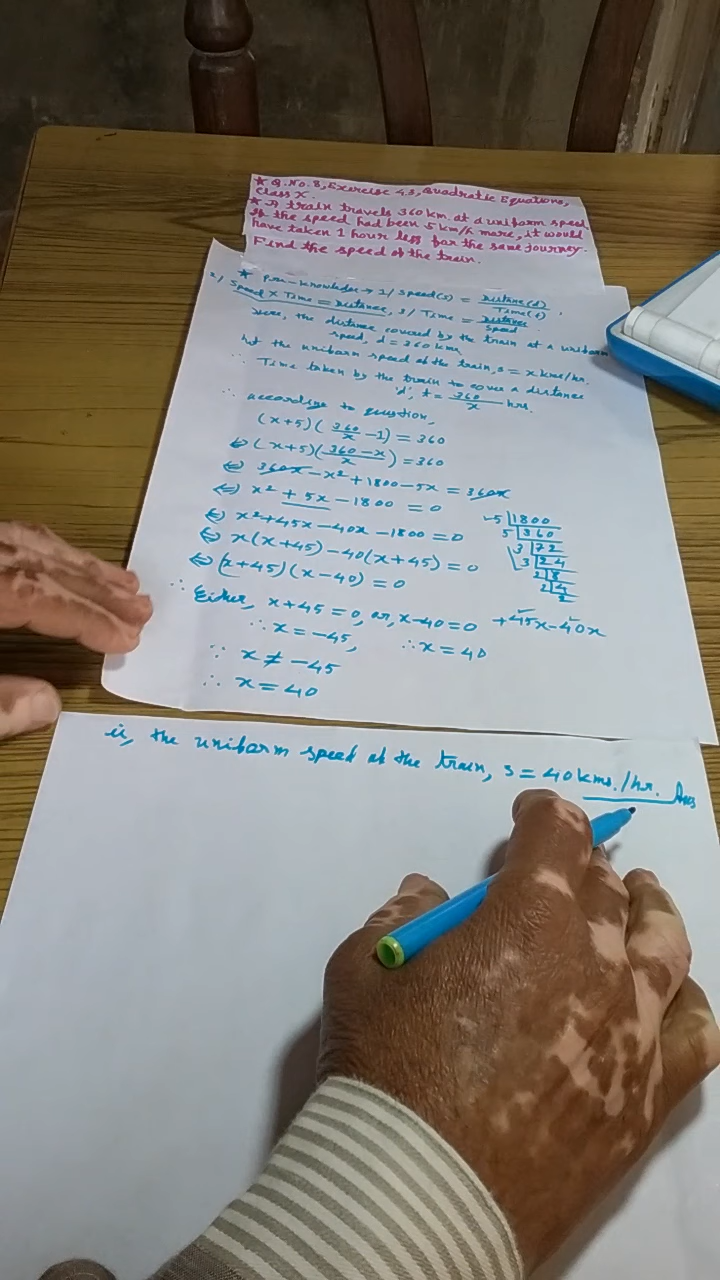 * Q. No. 8, Exercise 4.3, Quadratic Equations,
Class X.
* A train travels 360 km. at a uniform speed
If the speed had been 5 km/h more, it would
have taken 1 hour less for the same journey.
Find the speed of the train.
* Pre-knowledge → 1/ Speed(s) = Distance(d)/Time(t),
2/ Speed × Time = Distance, 3/ Time = Distance/Speed
Here, the distance covered by the train at a uniform
speed, d = 360 kms
let the uniform speed of the train, s = x kms/hr.
∴ Time taken by the train to cover a distance
'd', t = 360/x hrs.
∴ according to question,
(x+5)(360/x - 1) = 360
⇔ (x+5)(360-x/x) = 360
⇔ 360x - x² + 1800 - 5x = 360x
⇔ x² + 5x - 1800 = 0
⇔ x² + 45x - 40x - 1800 = 0
⇔ x(x+45) - 40(x+45) = 0
⇔ (x+45)(x-40) = 0
∴ Either, x+45 = 0, or, x-40 = 0
∴ x = -45, ∴ x = 40
∵ x ≠ -45
∴ x = 40
5 | 1800
5 | 360
3 | 72
3 | 24
2 | 8
2 | 4
2
+45x-40x
ie, the uniform speed of the train, s = 40 kms./hr. Ans